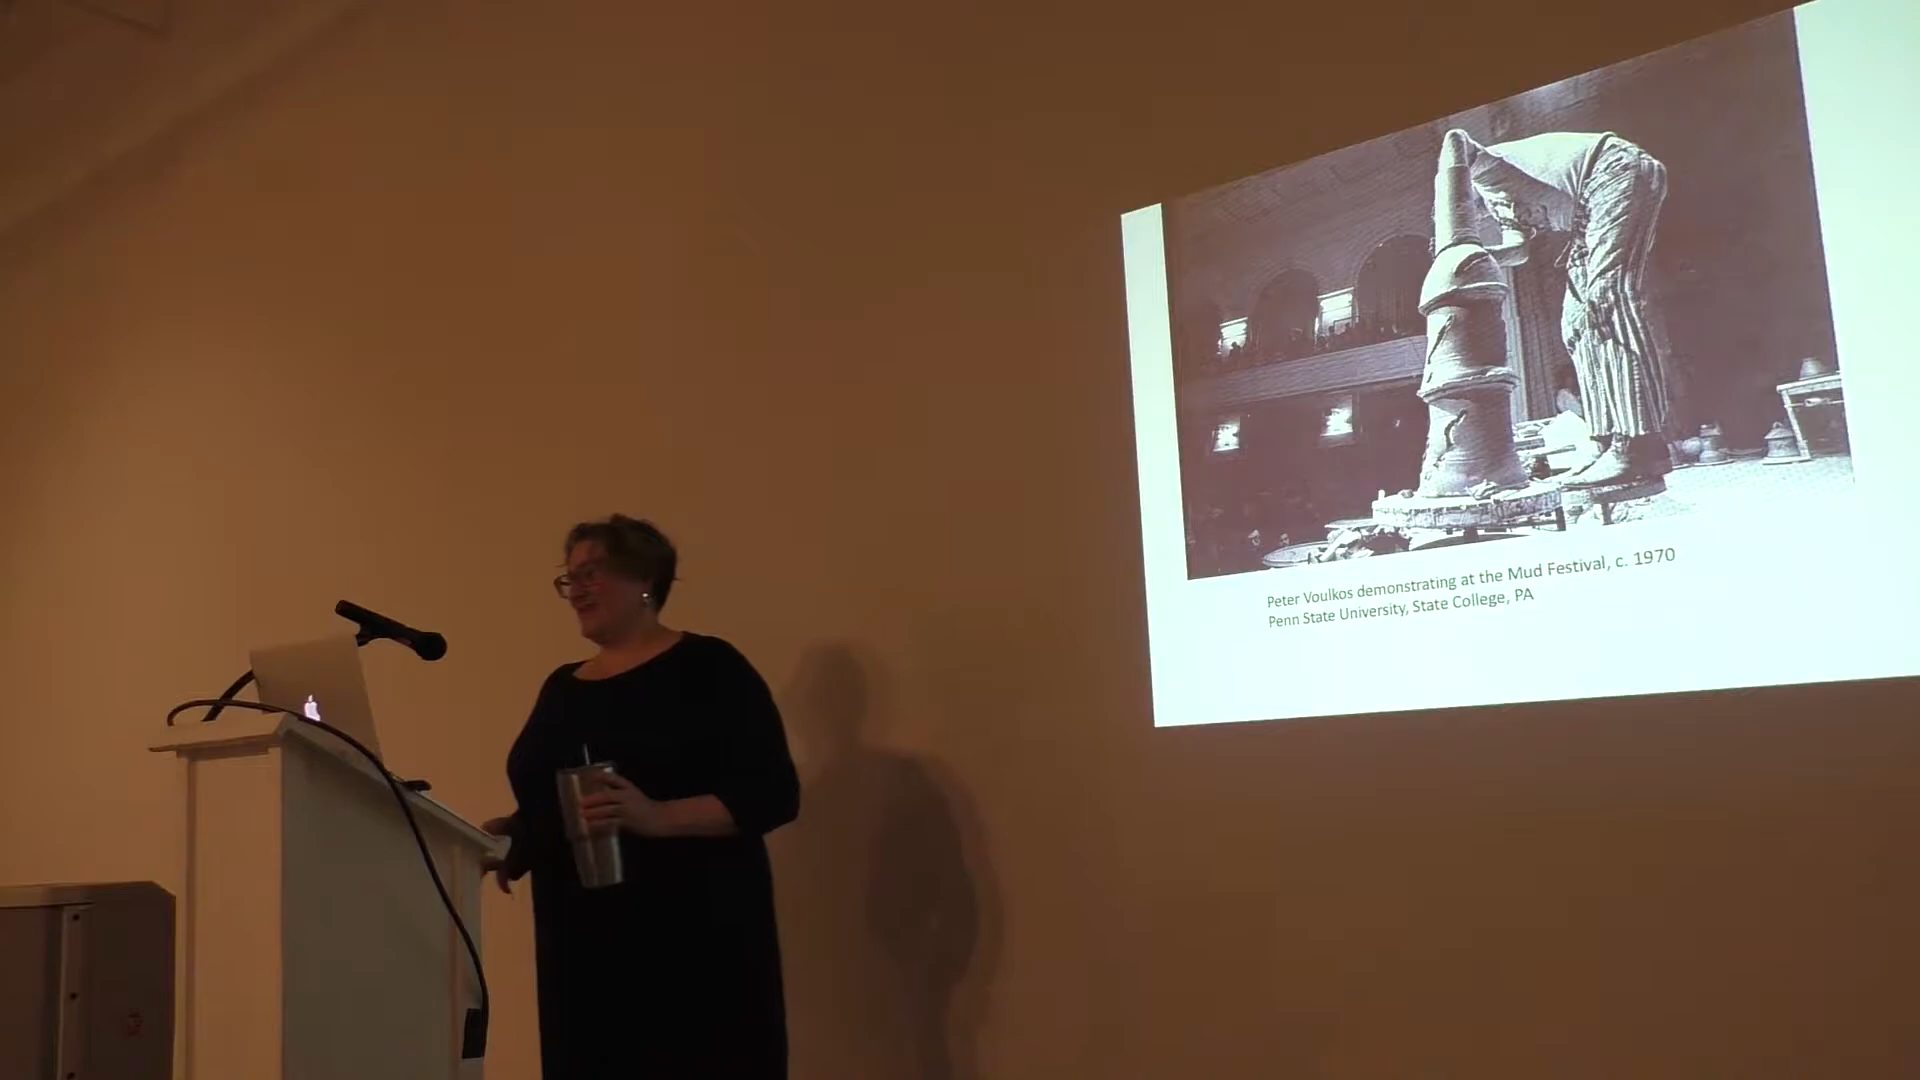 Peter Voulkos demonstrating at the Mud Festival, c. 1970
Penn State University, State College, PA